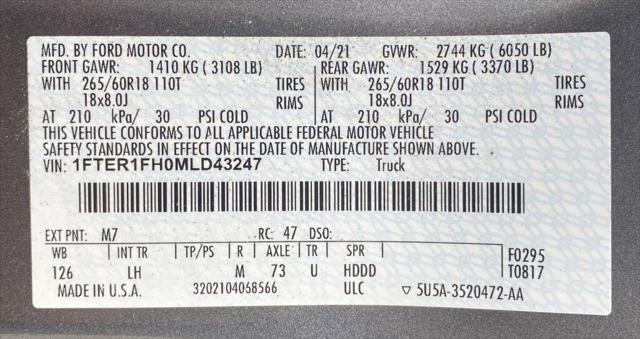 MFD. BY FORD MOTOR CO. DATE: 04/21 GVWR: 2744 KG ( 6050 LB)
FRONT GAWR: 1410 KG ( 3108 LB) REAR GAWR: 1529 KG ( 3370 LB)
WITH 265/60R18 110T TIRES WITH 265/60R18 110T TIRES
18x8.0J RIMS 18x8.0J RIMS
AT 210 kPa/ 30 PSI COLD AT 210 kPa/ 30 PSI COLD
THIS VEHICLE CONFORMS TO ALL APPLICABLE FEDERAL MOTOR VEHICLE
SAFETY STANDARDS IN EFFECT ON THE DATE OF MANUFACTURE SHOWN ABOVE.
VIN: 1FTER1FH0MLD43247 TYPE: Truck
EXT PNT: M7 RC: 47 DSO:
WB INT TR TP/PS R AXLE TR SPR F0295
126 LH M 73 U HDDD T0817
MADE IN U.S.A. 3202104068566 ULC ▽ 5U5A-3520472-AA